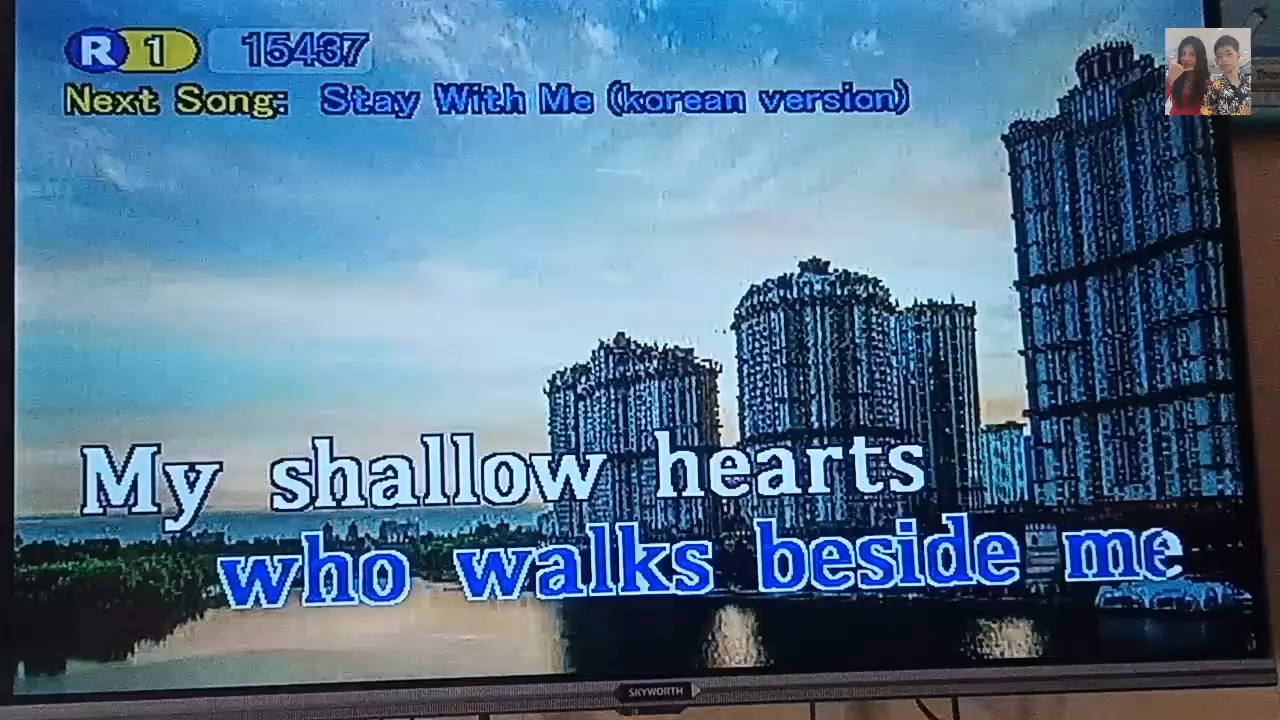 R 1 15437
Next Song: Stay With Me (korean version)
My shallow hearts
who walks beside me
SKYWORTH